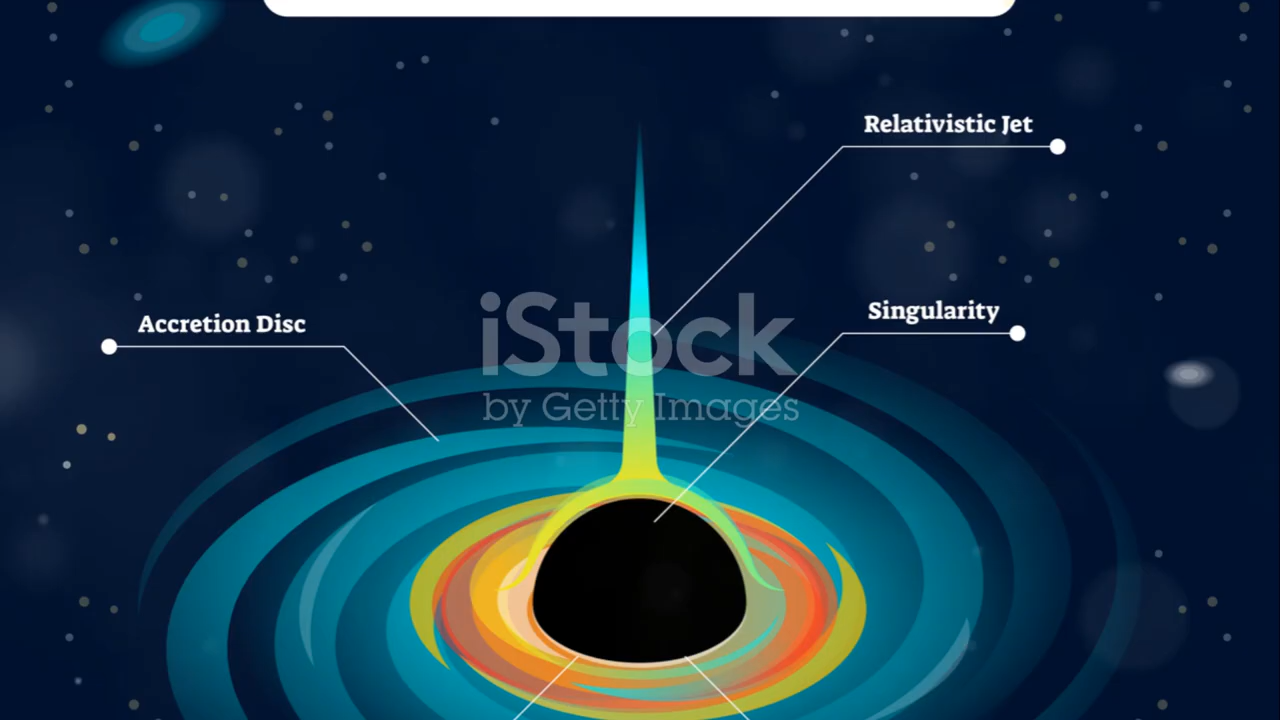 Relativistic Jet
Singularity
Accretion Disc
iStock
by Getty Images